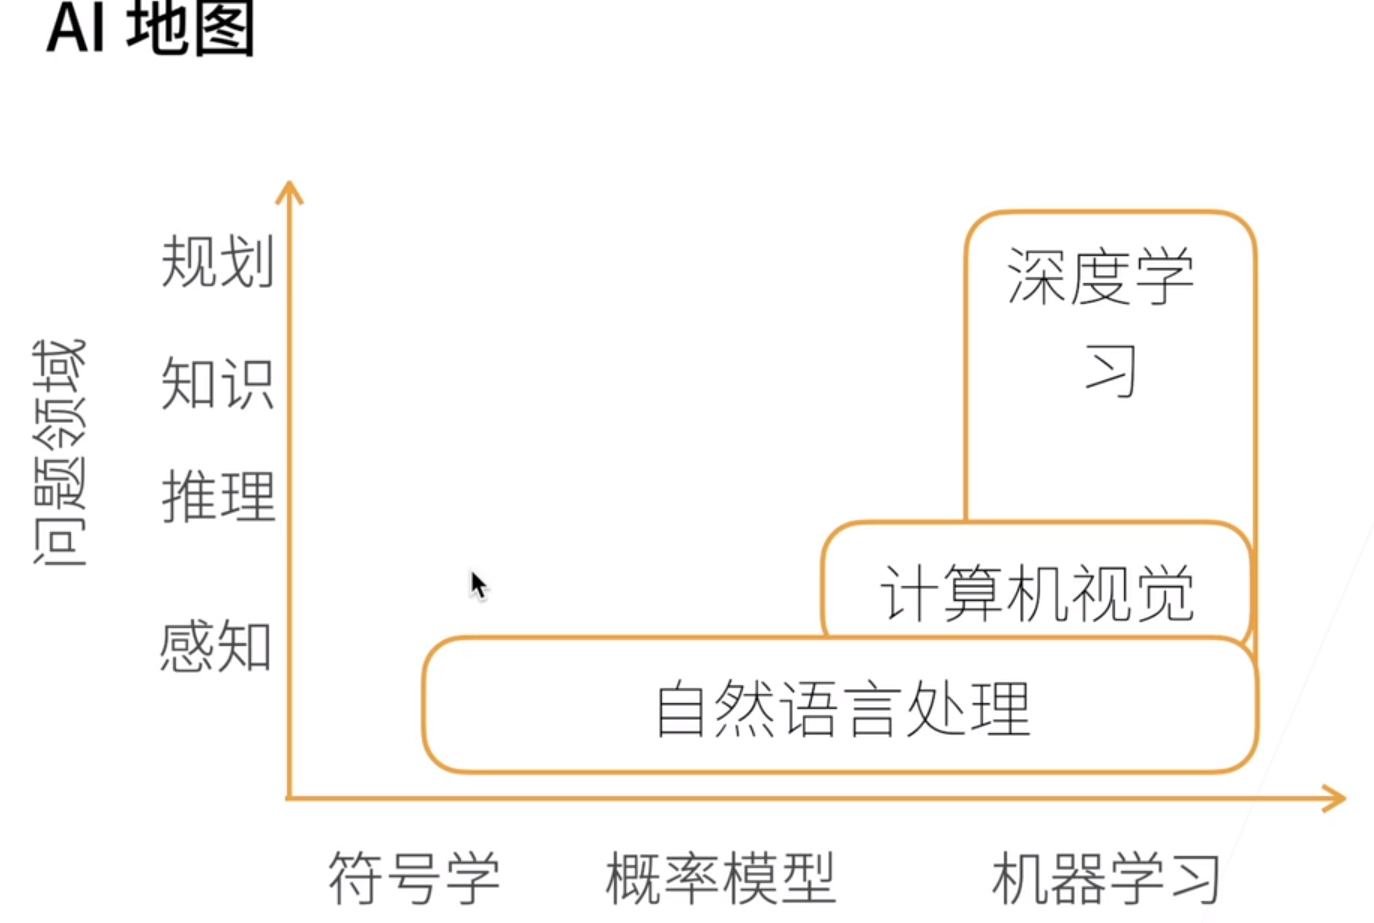 AI 地图
问题领域
规划
知识
推理
感知
深度学
习
计算机视觉
自然语言处理
符号学
概率模型
机器学习